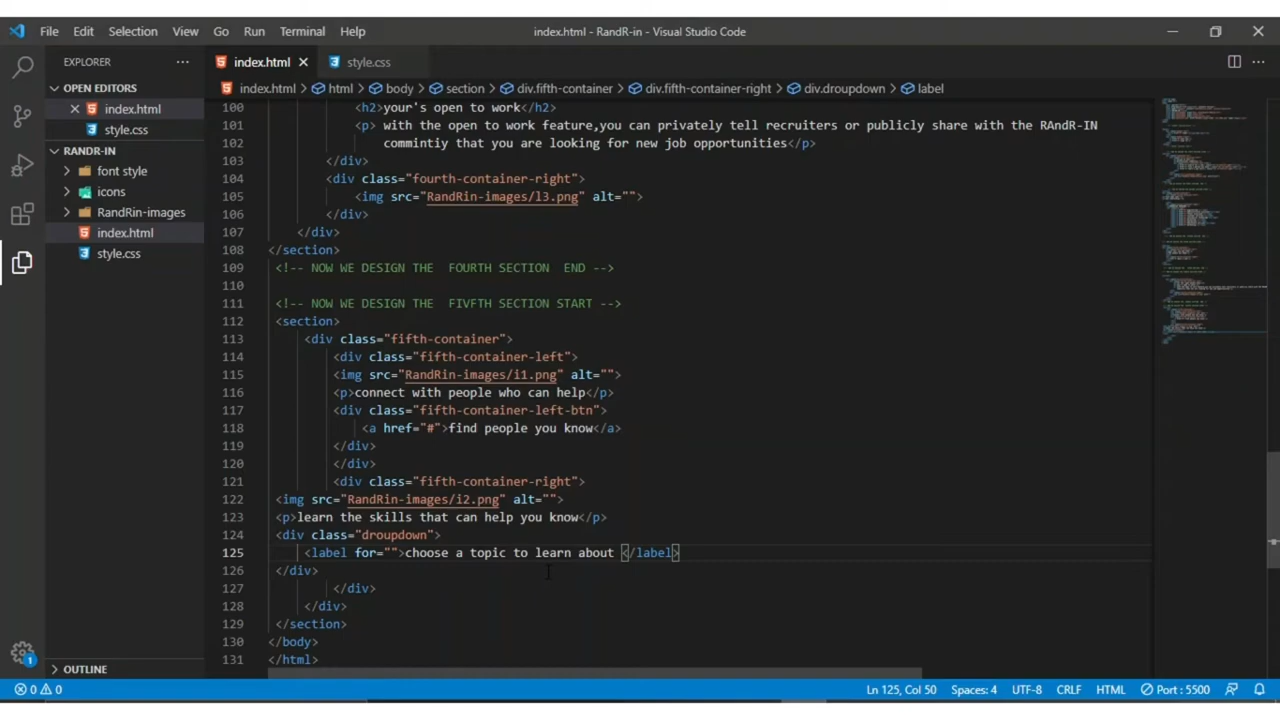 File Edit Selection View Go Run Terminal Help index.html - RandR-in - Visual Studio Code
EXPLORER
index.html
style.css
OPEN EDITORS
index.html
style.css
RANDR-IN
font style
icons
RandRin-images
index.html
style.css
OUTLINE
index.html > html > body > section > div.fifth-container > div.fifth-container-right > div.droupdown > label
100 <h2>your's open to work</h2>
101 <p> with the open to work feature,you can privately tell recruiters or publicly share with the RAndR-IN
102 commintiy that you are looking for new job opportunities</p>
103 </div>
104 <div class="fourth-container-right">
105 <img src="RandRin-images/l3.png" alt="">
106 </div>
107 </div>
108 </section>
109 <!-- NOW WE DESIGN THE FOURTH SECTION END -->
110
111 <!-- NOW WE DESIGN THE FIVFTH SECTION START -->
112 <section>
113 <div class="fifth-container">
114 <div class="fifth-container-left">
115 <img src="RandRin-images/i1.png" alt="">
116 <p>connect with people who can help</p>
117 <div class="fifth-container-left-btn">
118 <a href="#">find people you know</a>
119 </div>
120 </div>
121 <div class="fifth-container-right">
122 <img src="RandRin-images/i2.png" alt="">
123 <p>learn the skills that can help you know</p>
124 <div class="droupdown">
125 <label for="">choose a topic to learn about </label>
126 </div>
127 </div>
128 </div>
129 </section>
130 </body>
131 </html>
1
0 0 Ln 125, Col 50 Spaces: 4 UTF-8 CRLF HTML Port : 5500